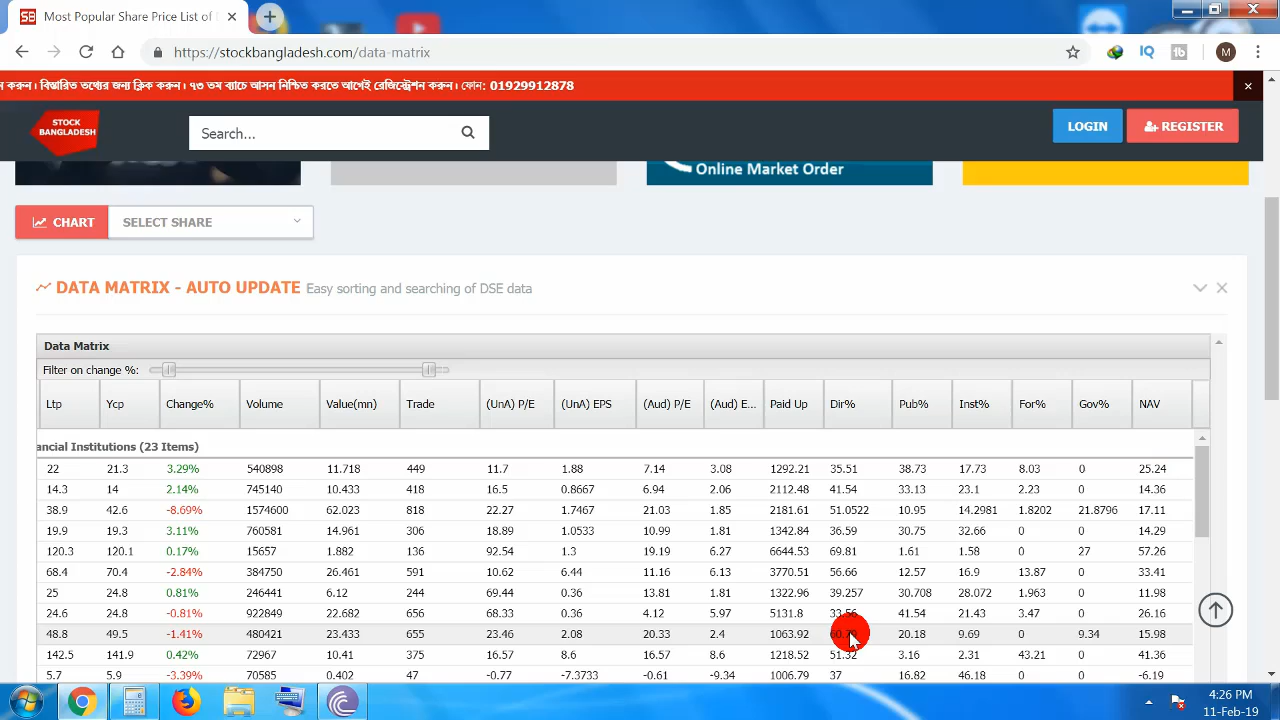 Most Popular Share Price List of
https://stockbangladesh.com/data-matrix
ন করুন। বিস্তারিত তথ্যের জন্য ক্লিক করুন। ৭৩ তম ব্যাচে আসন নিশ্চিত করতে আগেই রেজিস্ট্রেশন করুন। ফোন: 01929912878
STOCK
BANGLADESH
Search...
LOGIN
REGISTER
Online Market Order
CHART SELECT SHARE
DATA MATRIX - AUTO UPDATE Easy sorting and searching of DSE data
Data Matrix
Filter on change %:
Ltp Ycp Change% Volume Value(mn) Trade (UnA) P/E (UnA) EPS (Aud) P/E (Aud) E... Paid Up Dir% Pub% Inst% For% Gov% NAV
ancial Institutions (23 Items)
22 21.3 3.29% 540898 11.718 449 11.7 1.88 7.14 3.08 1292.21 35.51 38.73 17.73 8.03 0 25.24
14.3 14 2.14% 745140 10.433 418 16.5 0.8667 6.94 2.06 2112.48 41.54 33.13 23.1 2.23 0 14.36
38.9 42.6 -8.69% 1574600 62.023 818 22.27 1.7467 21.03 1.85 2181.61 51.0522 10.95 14.2981 1.8202 21.8796 17.11
19.9 19.3 3.11% 760581 14.961 306 18.89 1.0533 10.99 1.81 1342.84 36.59 30.75 32.66 0 0 14.29
120.3 120.1 0.17% 15657 1.882 136 92.54 1.3 19.19 6.27 6644.53 69.81 1.61 1.58 0 27 57.26
68.4 70.4 -2.84% 384750 26.461 591 10.62 6.44 11.16 6.13 3770.51 56.66 12.57 16.9 13.87 0 33.41
25 24.8 0.81% 246441 6.12 244 69.44 0.36 13.81 1.81 1322.96 39.257 30.708 28.072 1.963 0 11.98
24.6 24.8 -0.81% 922849 22.682 656 68.33 0.36 4.12 5.97 5131.8 33.56 41.54 21.43 3.47 0 26.16
48.8 49.5 -1.41% 480421 23.433 655 23.46 2.08 20.33 2.4 1063.92 20.18 9.69 0 9.34 15.98
142.5 141.9 0.42% 72967 10.41 375 16.57 8.6 16.57 8.6 1218.52 51.32 3.16 2.31 43.21 0 41.36
5.7 5.9 -3.39% 70585 0.402 47 -0.77 -7.3733 -0.61 -9.34 1006.79 37 16.82 46.18 0 0 -6.19
4:26 PM
11-Feb-19